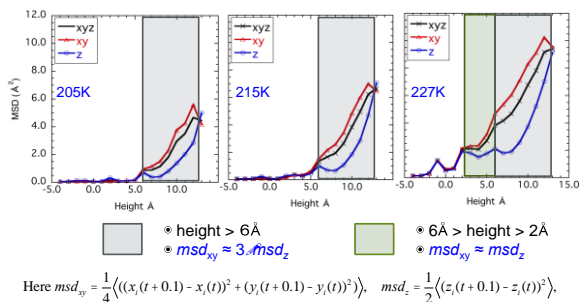 12.0
10.0
8.0
6.0
4.0
2.0
0.0
MSD (Å²)
xyz
xy
z
205K
-5.0 0.0 5.0 10.0
Height Å
xyz
xy
z
215K
-5.0 0.0 5.0 10.0
Height Å
xyz
xy
z
227K
-5.0 0.0 5.0 10.0 15.0
Height Å
height > 6Å
msd_xy ≈ 3 msd_z
6Å > height > 2Å
msd_xy ≈ msd_z
Here msd_xy = 1/4⟨((x_i(t + 0.1) - x_i(t))² + (y_i(t + 0.1) - y_i(t))²)⟩, msd_z = 1/2⟨(z_i(t + 0.1) - z_i(t))²⟩,